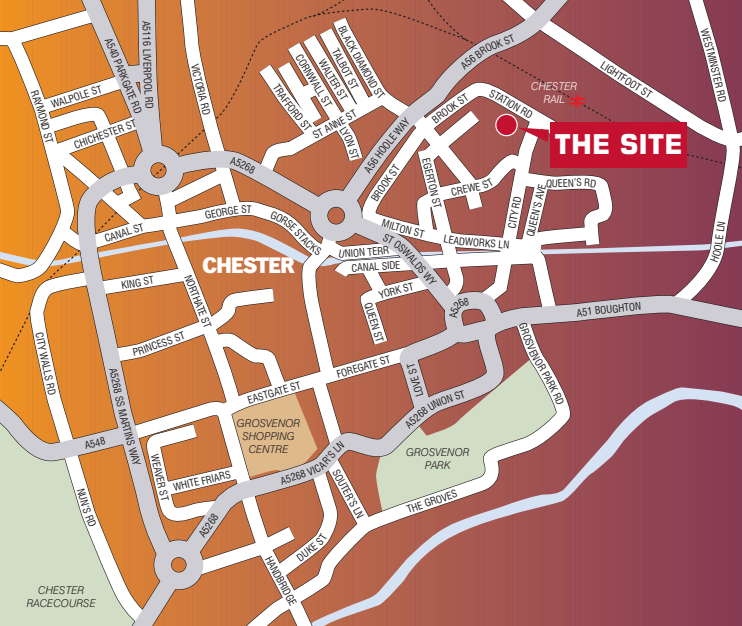 A540 PARKGATE RD
A5116 LIVERPOOL RD
VICTORIA RD
BLACK DIAMOND ST
TALBOT ST
WALTER ST
CORNWALL ST
TRAFFORD ST
ST ANNE ST
LYON ST
A56 BROOK ST
LIGHTFOOT ST
WESTMINSTER RD
RAYMOND ST
WALPOLE ST
CHICHESTER ST
CHESTER
RAIL
STATION RD
BROOK ST
THE SITE
A56 HOOLE WAY
BROOK ST
EGERTON ST
CREWE ST
CITY RD
QUEEN'S AVE
QUEEN'S RD
A5268
GEORGE ST
GORSE STACKS
CANAL ST
MILTON ST
LEADWORKS LN
HOOLE LN
UNION TERR
CANAL SIDE
ST OSWALDS WY
CHESTER
KING ST
NORTHATE ST
YORK ST
QUEEN ST
A5268
A51 BOUGHTON
CITY WALLS RD
PRINCESS ST
A5268 SS MARTINS WAY
FOREGATE ST
LOVE ST
GROSVENOR PARK RD
EASTGATE ST
A5268 UNION ST
GROSVENOR
SHOPPING
CENTRE
A548
WEAVER ST
WHITE FRIARS
A5268 VICAR'S LN
GROSVENOR
PARK
SOUTER'S LN
THE GROVES
NUN'S RD
A5268
DUKE ST
HANDBRIDGE
CHESTER
RACECOURSE